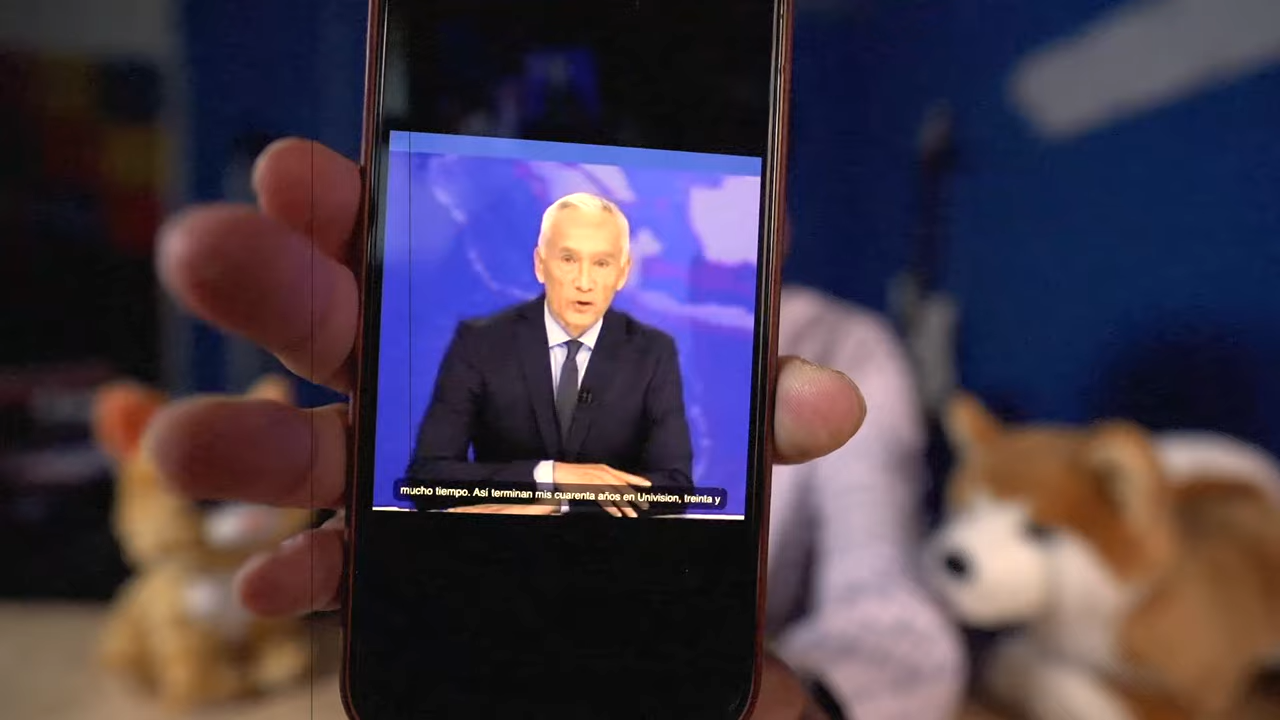 mucho tiempo. Así terminan mis cuarenta años en Univision, treinta y